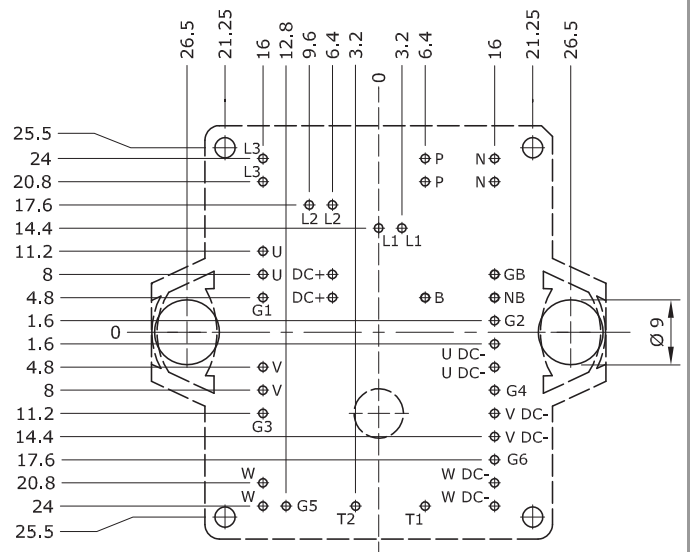 26.5 21.25 16 12.8 9.6 6.4 3.2 0 3.2 6.4 16 21.25 26.5
25.5
24 L3 P N
20.8 L3 P N
17.6 L2 L2
14.4 L1 L1
11.2 U
8 U DC+ GB
4.8 G1 DC+ B NB
1.6 G2
0
1.6 U DC-
4.8 V U DC-
8 V G4
11.2 G3 V DC-
14.4 V DC-
17.6 G6
20.8 W W DC-
24 W G5 T2 T1 W DC-
25.5
Ø 9